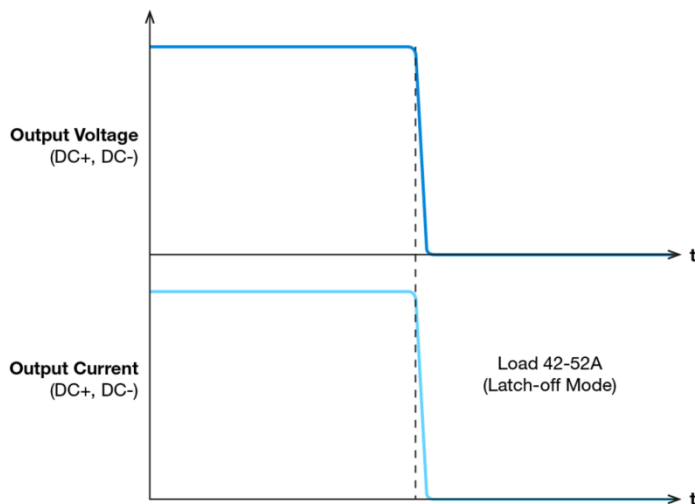 Output Voltage
(DC+, DC-)
t
Output Current
(DC+, DC-)
Load 42-52A
(Latch-off Mode)
t